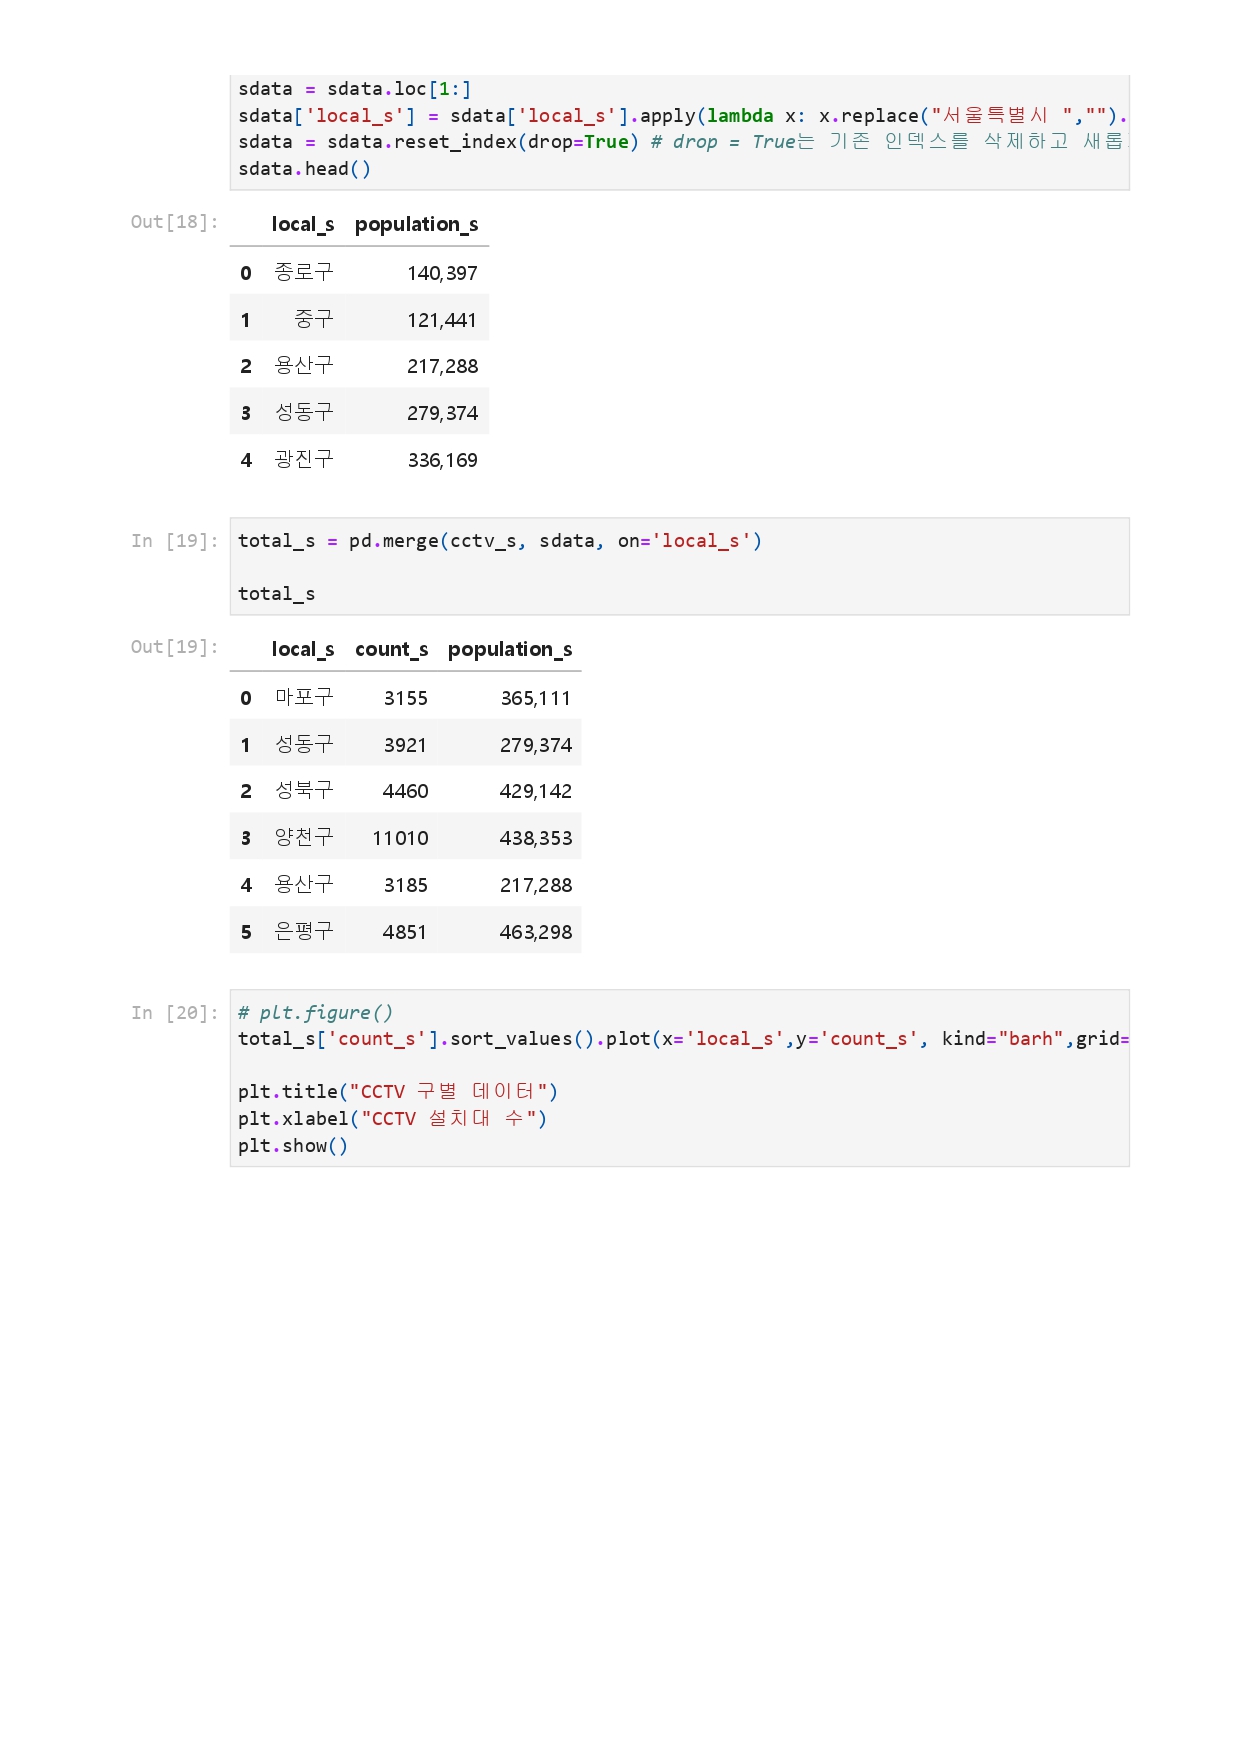 sdata = sdata.loc[1:]
sdata['local_s'] = sdata['local_s'].apply(lambda x: x.replace("서울특별시 ","").
sdata = sdata.reset_index(drop=True) # drop = True는 기존 인덱스를 삭제하고 새롭
sdata.head()
Out[18]:
local_s population_s
0 종로구 140,397
1 중구 121,441
2 용산구 217,288
3 성동구 279,374
4 광진구 336,169
In [19]: total_s = pd.merge(cctv_s, sdata, on='local_s')
total_s
Out[19]:
local_s count_s population_s
0 마포구 3155 365,111
1 성동구 3921 279,374
2 성북구 4460 429,142
3 양천구 11010 438,353
4 용산구 3185 217,288
5 은평구 4851 463,298
In [20]: # plt.figure()
total_s['count_s'].sort_values().plot(x='local_s',y='count_s', kind="barh",grid=
plt.title("CCTV 구별 데이터")
plt.xlabel("CCTV 설치대 수")
plt.show()